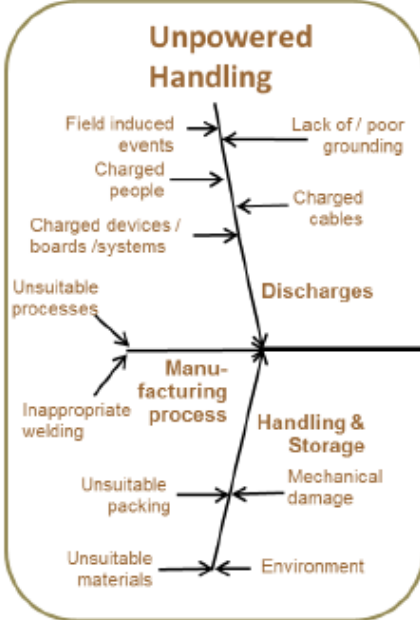 Unpowered
Handling
Field induced
events
Lack of / poor
grounding
Charged
people
Charged
cables
Charged devices /
boards /systems
Discharges
Unsuitable
processes
Manu-
facturing
process
Inappropriate
welding
Handling &
Storage
Unsuitable
packing
Mechanical
damage
Unsuitable
materials
Environment